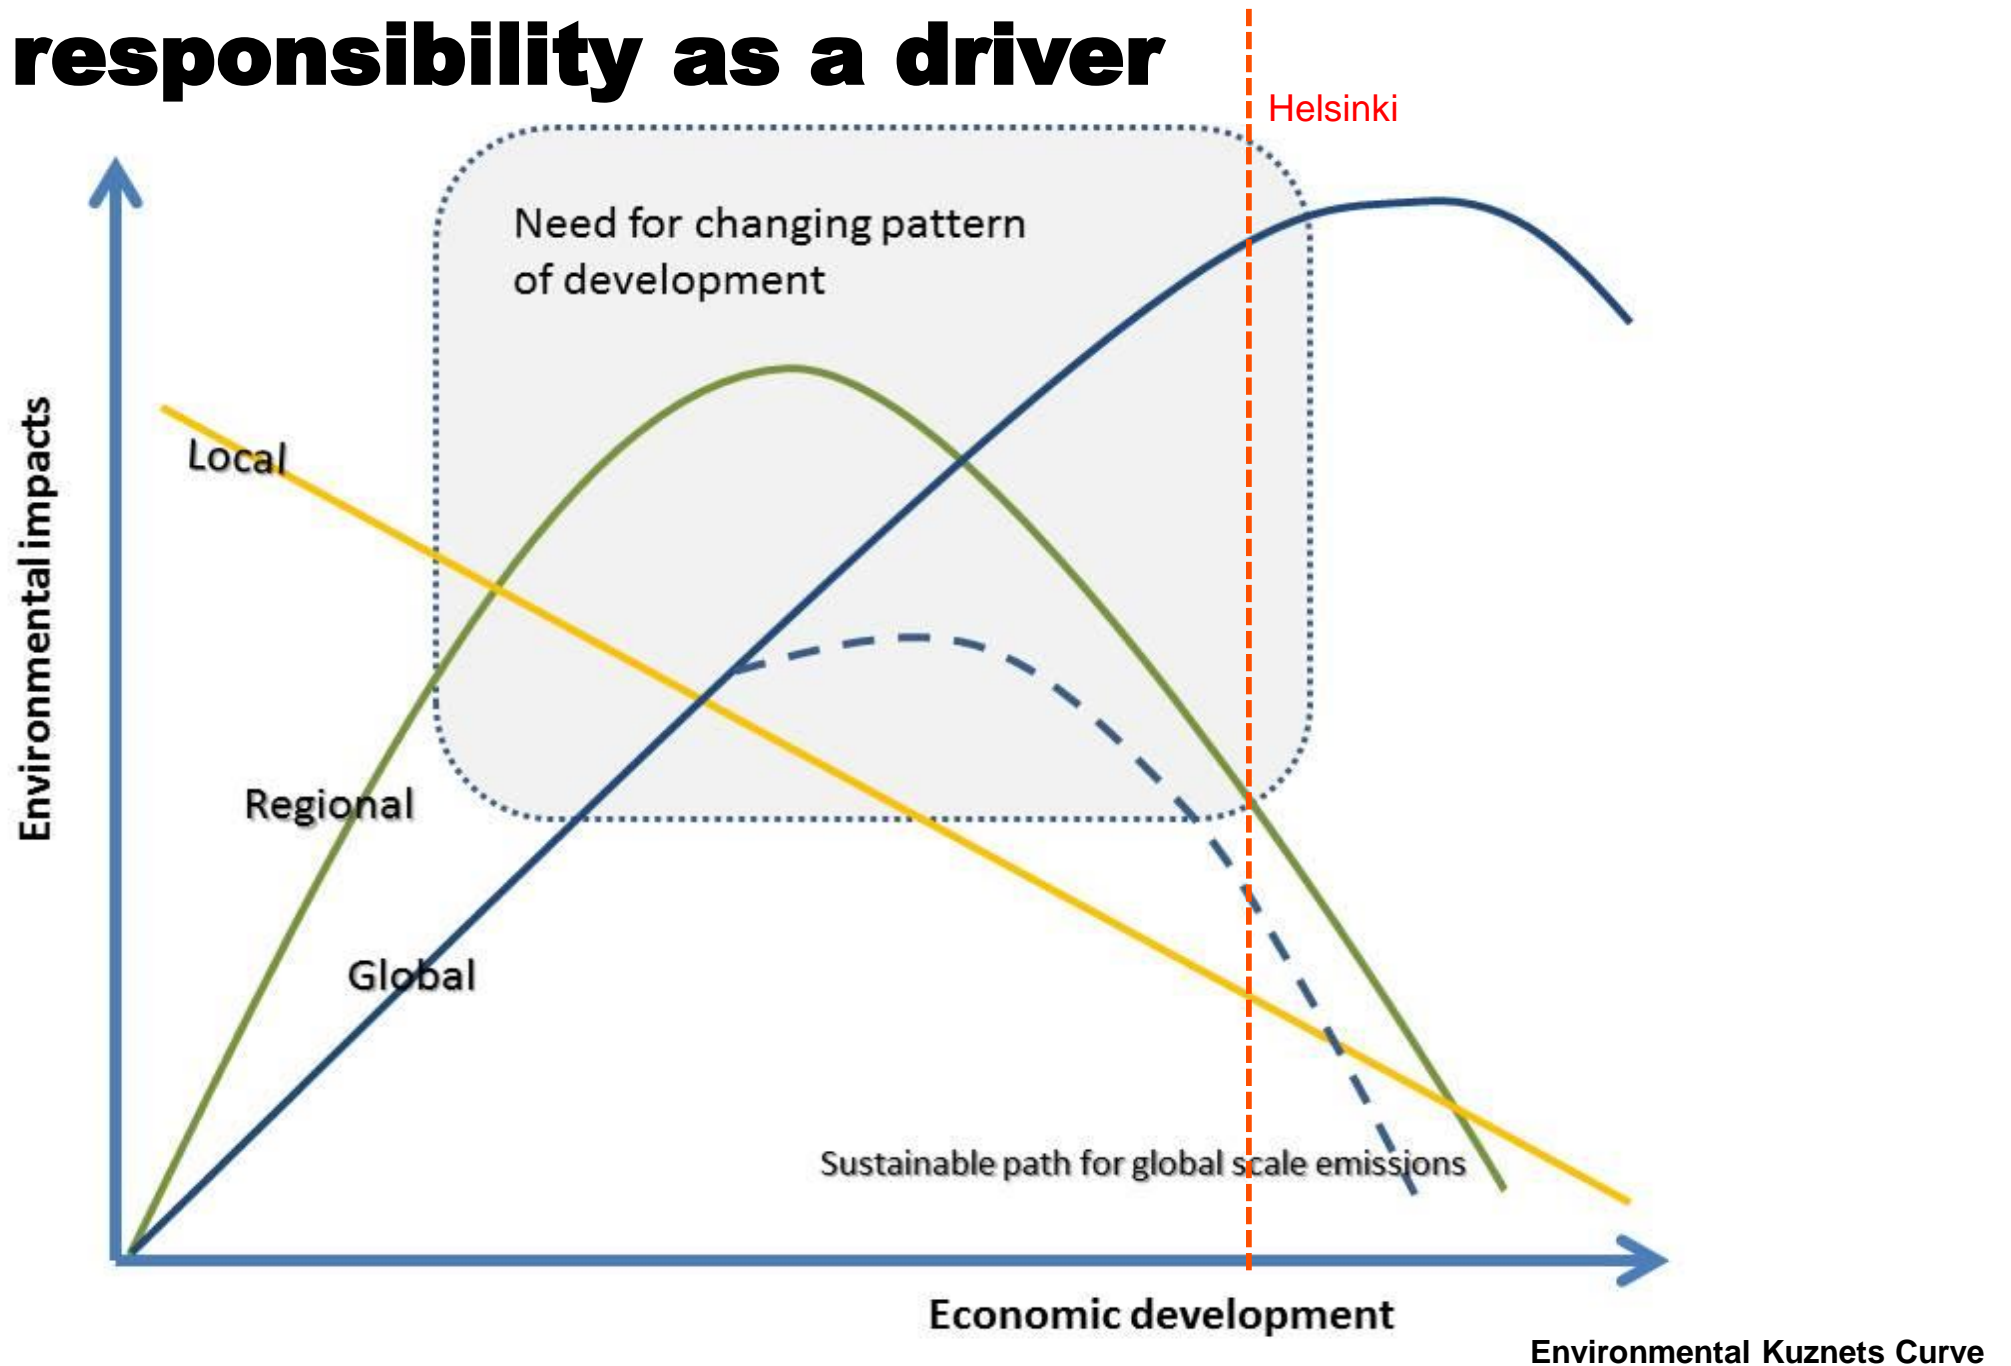 responsibility as a driver
Helsinki
Need for changing pattern
of development
Environmental impacts
Local
Regional
Global
Sustainable path for global scale emissions
Economic development
Environmental Kuznets Curve